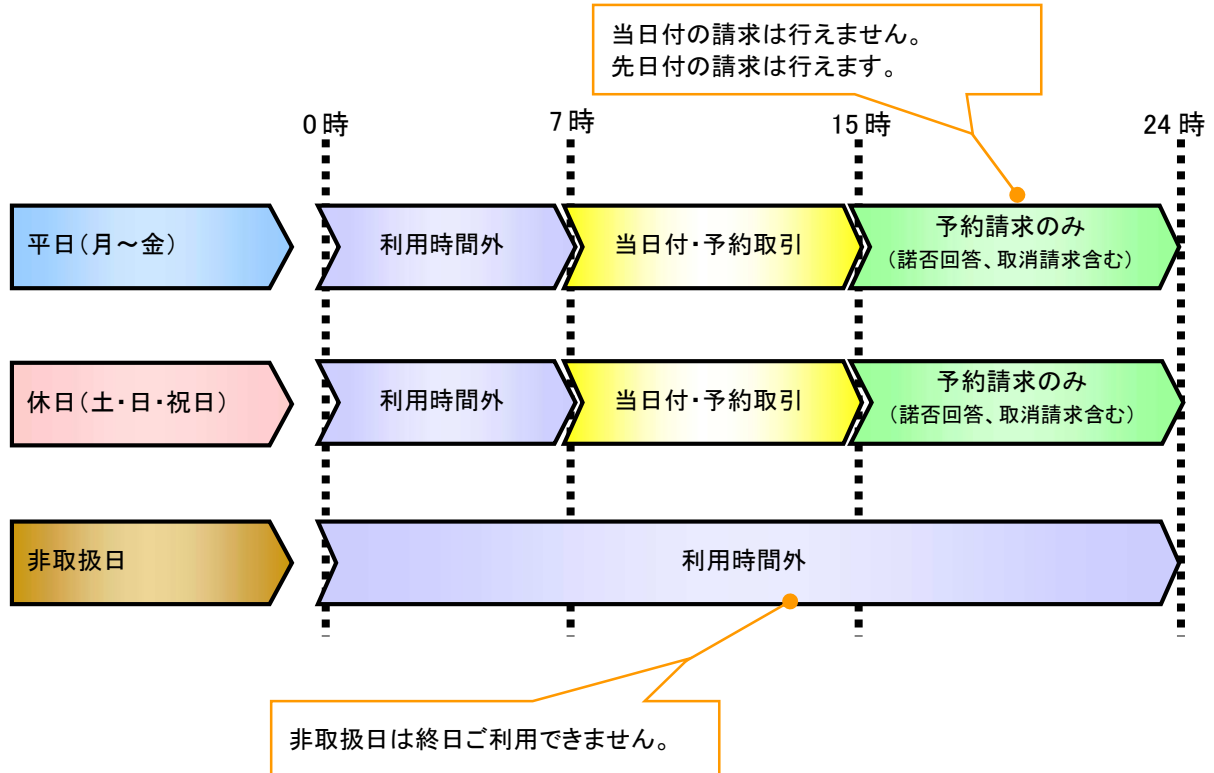 当日付の請求は行えません。
先日付の請求は行えます。
0時
7時
15時
24時
平日(月~金)
利用時間外
当日付・予約取引
予約請求のみ
(諾否回答、取消請求含む)
休日(土・日・祝日)
利用時間外
当日付・予約取引
予約請求のみ
(諾否回答、取消請求含む)
非取扱日
利用時間外
非取扱日は終日ご利用できません。